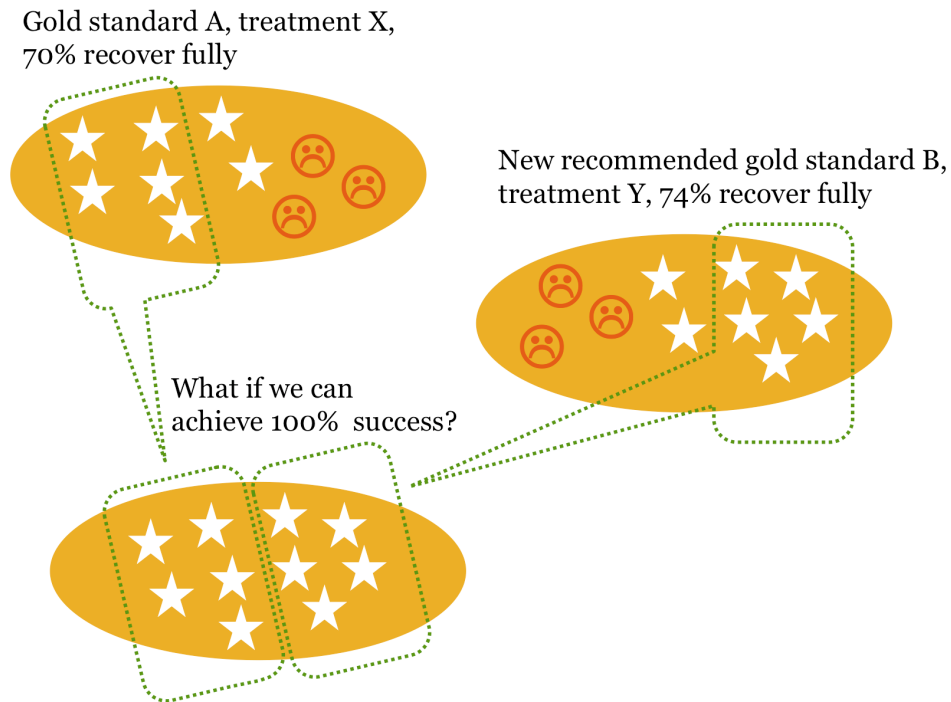 Gold standard A, treatment X,
70% recover fully
New recommended gold standard B,
treatment Y, 74% recover fully
What if we can
achieve 100% success?